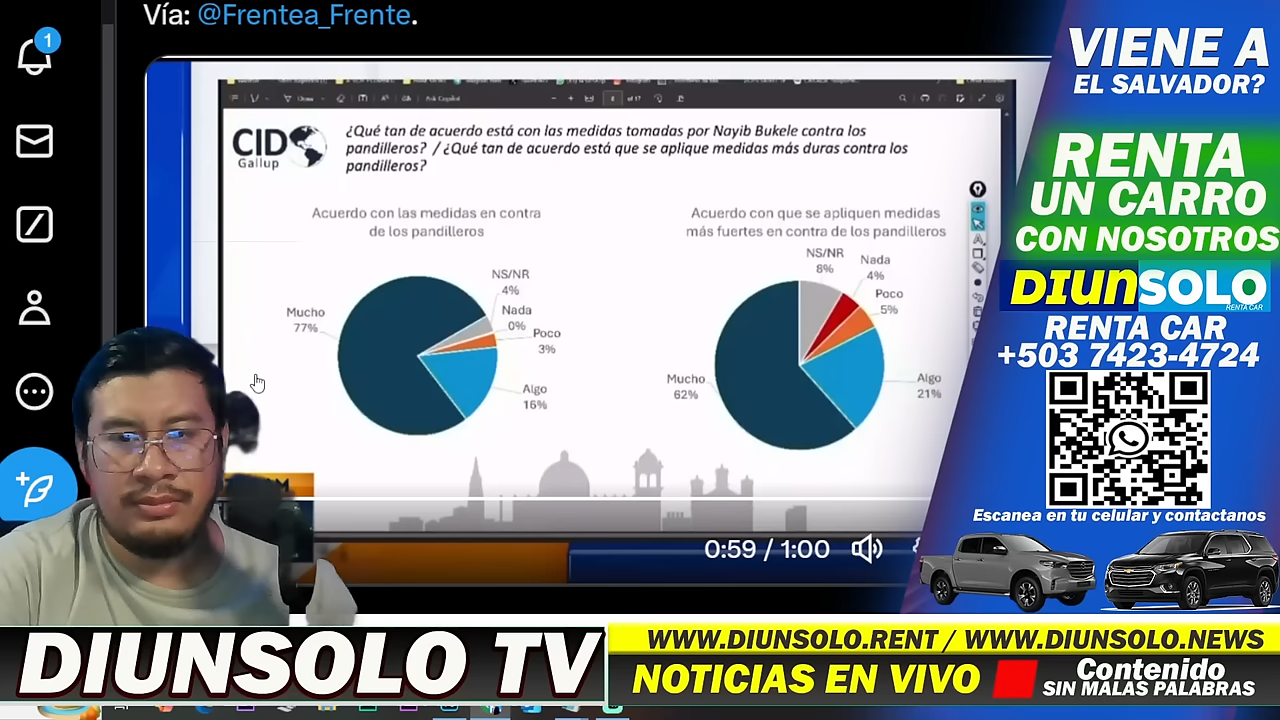 1
Vía: @Frentea_Frente.
CID
Gallup
¿Qué tan de acuerdo está con las medidas tomadas por Nayib Bukele contra los
pandilleros? / ¿Qué tan de acuerdo está que se aplique medidas más duras contra los
pandilleros?
Acuerdo con las medidas en contra
de los pandilleros
NS/NR
4%
Nada
0%
Poco
3%
Algo
16%
Mucho
77%
Acuerdo con que se apliquen medidas
más fuertes en contra de los pandilleros
NS/NR
8%
Nada
4%
Poco
5%
Algo
21%
Mucho
62%
0:59 / 1:00
VIENE A
EL SALVADOR?
RENTA
UN CARRO
CON NOSOTROS
DIUNSOLO
RENTA CAR
RENTA CAR
+503 7423-4724
Escanea en tu celular y contactanos
DIUNSOLO TV
WWW.DIUNSOLO.RENT / WWW.DIUNSOLO.NEWS
NOTICIAS EN VIVO
Contenido
SIN MALAS PALABRAS